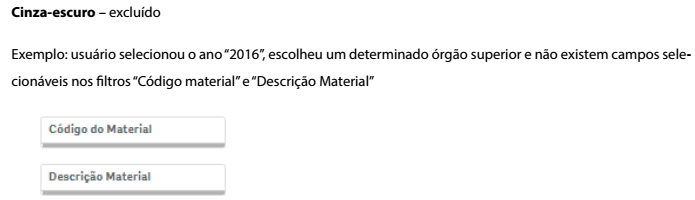 Cinza-escuro – excluído
Exemplo: usuário selecionou o ano “2016”, escolheu um determinado órgão superior e não existem campos sele-
cionáveis nos filtros “Código material” e “Descrição Material”
Código do Material
Descrição Material